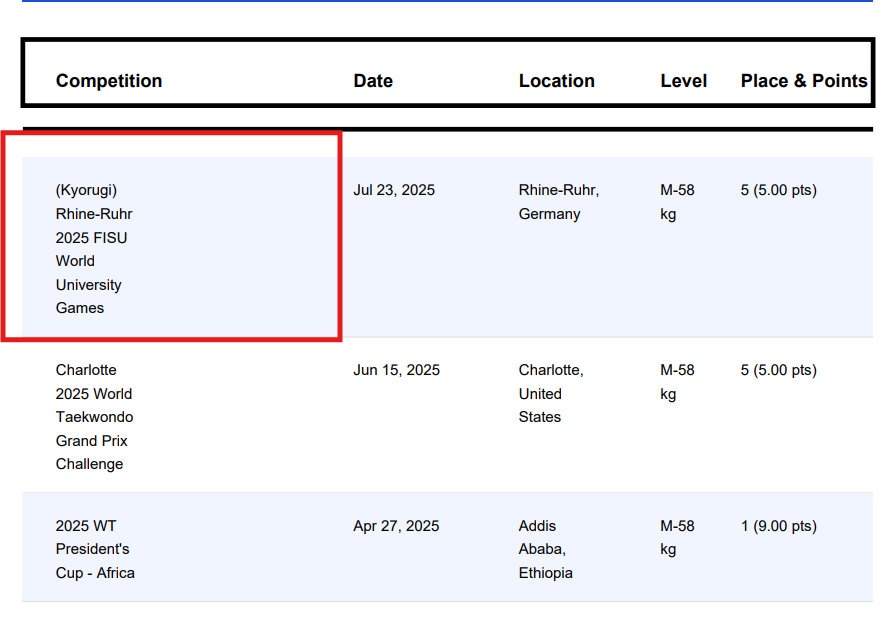 Competition Date Location Level Place & Points
(Kyorugi) Jul 23, 2025 Rhine-Ruhr, M-58 5 (5.00 pts)
Rhine-Ruhr Germany kg
2025 FISU
World
University
Games
Charlotte Jun 15, 2025 Charlotte, M-58 5 (5.00 pts)
2025 World United kg
Taekwondo States
Grand Prix
Challenge
2025 WT Apr 27, 2025 Addis M-58 1 (9.00 pts)
President's Ababa, kg
Cup - Africa Ethiopia